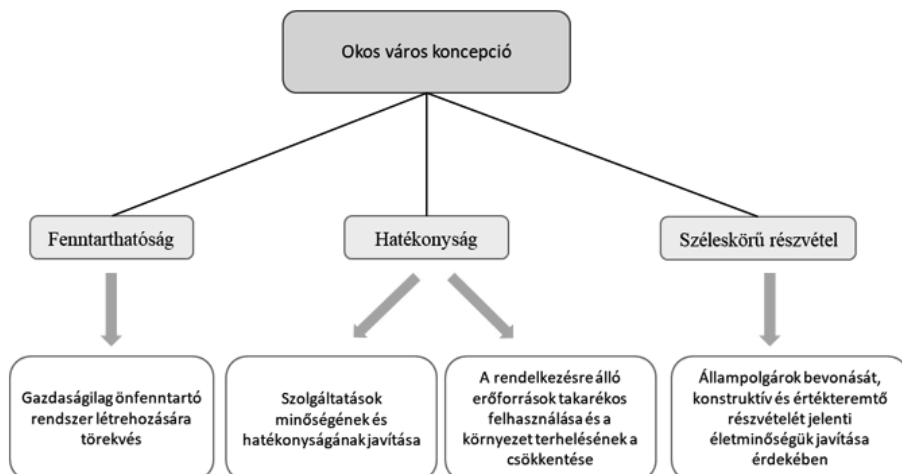 Okos város koncepció
Fenntarthatóság
Hatékonyság
Széleskörű részvétel
Gazdaságilag önfenntartó
rendszer létrehozására
törekvés
Szolgáltatások
minőségének és
hatékonyságának javítása
A rendelkezésre álló
erőforrások takarékos
felhasználása és a
környezet terhelésének a
csökkentése
Állampolgárok bevonását,
konstruktív és értékteremtő
részvételét jelenti
életminőségük javítása
érdekében